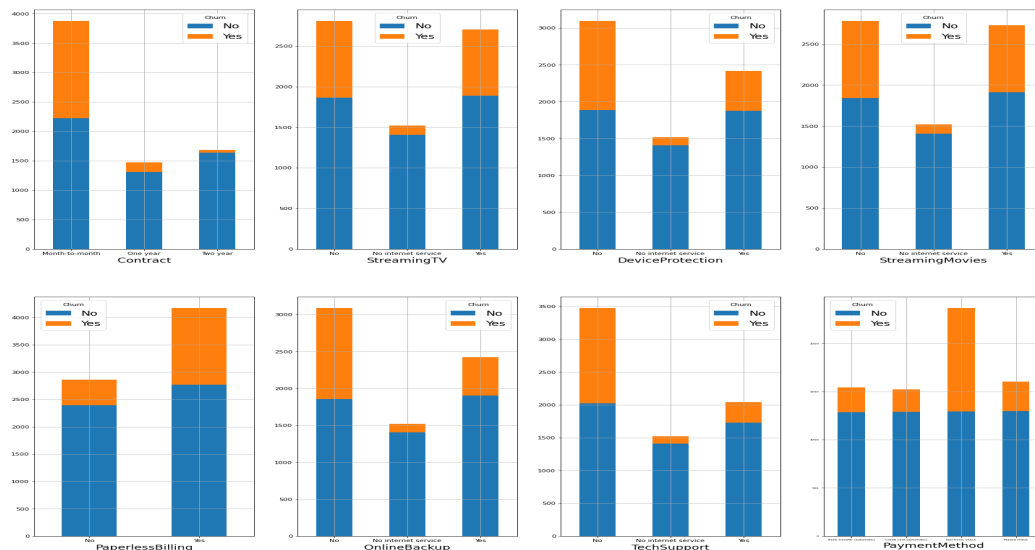 Churn
No
Yes
4000
3500
3000
2500
2000
1500
1000
500
0
Month-to-month One year Two year
Contract
Churn
No
Yes
2500
2000
1500
1000
500
0
No No internet service Yes
StreamingTV
Churn
No
Yes
3000
2500
2000
1500
1000
500
0
No No internet service Yes
DeviceProtection
Churn
No
Yes
2500
2000
1500
1000
500
0
No No internet service Yes
StreamingMovies
Churn
No
Yes
4000
3500
3000
2500
2000
1500
1000
500
0
No Yes
PaperlessBilling
Churn
No
Yes
3000
2500
2000
1500
1000
500
0
No No internet service Yes
OnlineBackup
Churn
No
Yes
3500
3000
2500
2000
1500
1000
500
0
No No internet service Yes
TechSupport
Churn
No
Yes
PaymentMethod